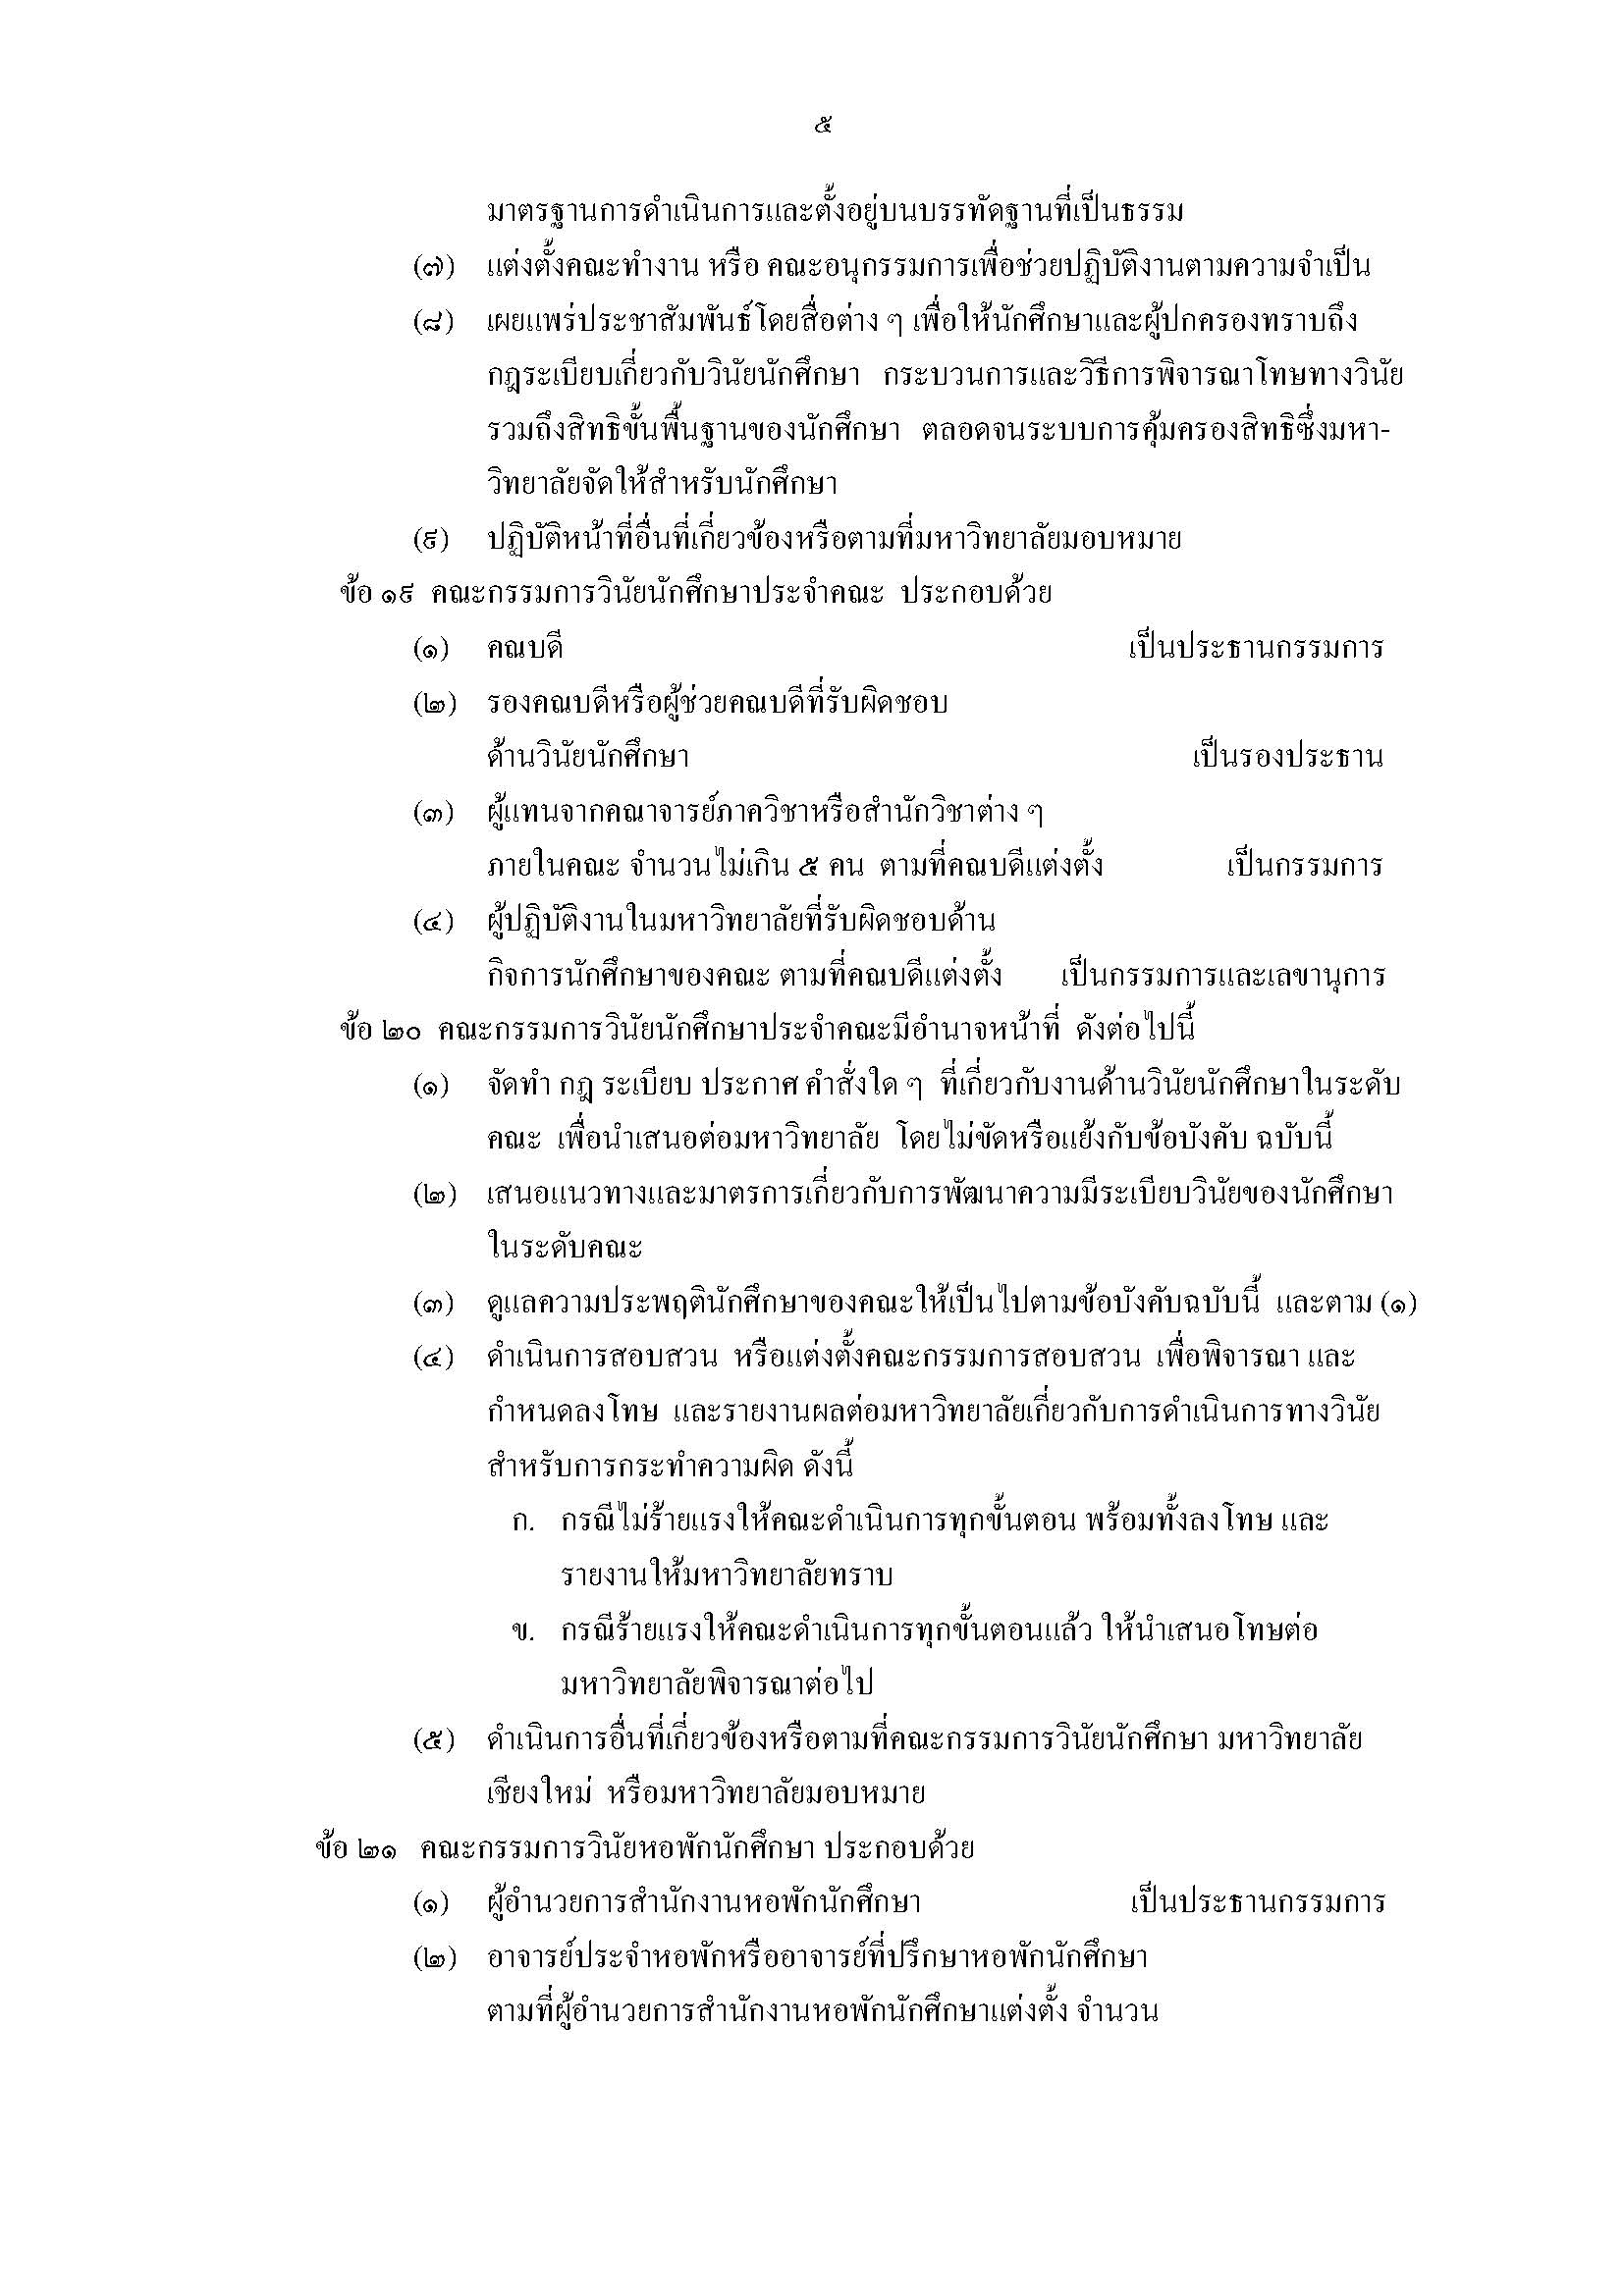 ๕
มาตรฐานการดำเนินการและตั้งอยู่บนบรรทัดฐานที่เป็นธรรม
(๗) แต่งตั้งคณะทำงาน หรือ คณะอนุกรรมการเพื่อช่วยปฏิบัติงานตามความจำเป็น
(๘) เผยแพร่ประชาสัมพันธ์โดยสื่อต่าง ๆ เพื่อให้นักศึกษาและผู้ปกครองทราบถึง
กฎระเบียบเกี่ยวกับวินัยนักศึกษา กระบวนการและวิธีการพิจารณาโทษทางวินัย
รวมถึงสิทธิขั้นพื้นฐานของนักศึกษา ตลอดจนระบบการคุ้มครองสิทธิซึ่งมหา-
วิทยาลัยจัดให้สำหรับนักศึกษา
(๙) ปฏิบัติหน้าที่อื่นที่เกี่ยวข้องหรือตามที่มหาวิทยาลัยมอบหมาย
ข้อ ๑๙ คณะกรรมการวินัยนักศึกษาประจำคณะ ประกอบด้วย
(๑) คณบดี เป็นประธานกรรมการ
(๒) รองคณบดีหรือผู้ช่วยคณบดีที่รับผิดชอบ
ด้านวินัยนักศึกษา เป็นรองประธาน
(๓) ผู้แทนจากคณาจารย์ภาควิชาหรือสำนักวิชาต่าง ๆ
ภายในคณะ จำนวนไม่เกิน ๕ คน ตามที่คณบดีแต่งตั้ง เป็นกรรมการ
(๔) ผู้ปฏิบัติงานในมหาวิทยาลัยที่รับผิดชอบด้าน
กิจการนักศึกษาของคณะ ตามที่คณบดีแต่งตั้ง เป็นกรรมการและเลขานุการ
ข้อ ๒๐ คณะกรรมการวินัยนักศึกษาประจำคณะมีอำนาจหน้าที่ ดังต่อไปนี้
(๑) จัดทำ กฎ ระเบียบ ประกาศ คำสั่งใด ๆ ที่เกี่ยวกับงานด้านวินัยนักศึกษาในระดับ
คณะ เพื่อนำเสนอต่อมหาวิทยาลัย โดยไม่ขัดหรือแย้งกับข้อบังคับ ฉบับนี้
(๒) เสนอแนวทางและมาตรการเกี่ยวกับการพัฒนาความมีระเบียบวินัยของนักศึกษา
ในระดับคณะ
(๓) ดูแลความประพฤตินักศึกษาของคณะให้เป็นไปตามข้อบังคับฉบับนี้ และตาม (๑)
(๔) ดำเนินการสอบสวน หรือแต่งตั้งคณะกรรมการสอบสวน เพื่อพิจารณา และ
กำหนดลงโทษ และรายงานผลต่อมหาวิทยาลัยเกี่ยวกับการดำเนินการทางวินัย
สำหรับการกระทำความผิด ดังนี้
ก. กรณีไม่ร้ายแรงให้คณะดำเนินการทุกขั้นตอน พร้อมทั้งลงโทษ และ
รายงานให้มหาวิทยาลัยทราบ
ข. กรณีร้ายแรงให้คณะดำเนินการทุกขั้นตอนแล้ว ให้นำเสนอโทษต่อ
มหาวิทยาลัยพิจารณาต่อไป
(๕) ดำเนินการอื่นที่เกี่ยวข้องหรือตามที่คณะกรรมการวินัยนักศึกษา มหาวิทยาลัย
เชียงใหม่ หรือมหาวิทยาลัยมอบหมาย
ข้อ ๒๑ คณะกรรมการวินัยหอพักนักศึกษา ประกอบด้วย
(๑) ผู้อำนวยการสำนักงานหอพักนักศึกษา เป็นประธานกรรมการ
(๒) อาจารย์ประจำหอพักหรืออาจารย์ที่ปรึกษาหอพักนักศึกษา
ตามที่ผู้อำนวยการสำนักงานหอพักนักศึกษาแต่งตั้ง จำนวน